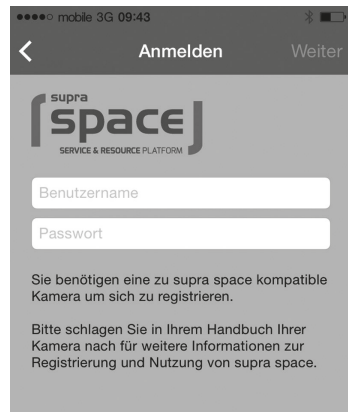 mobile 3G 09:43
Anmelden Weiter
supra
space
SERVICE & RESOURCE PLATFORM
Benutzername
Passwort
Sie benötigen eine zu supra space kompatible
Kamera um sich zu registrieren.
Bitte schlagen Sie in Ihrem Handbuch Ihrer
Kamera nach für weitere Informationen zur
Registrierung und Nutzung von supra space.